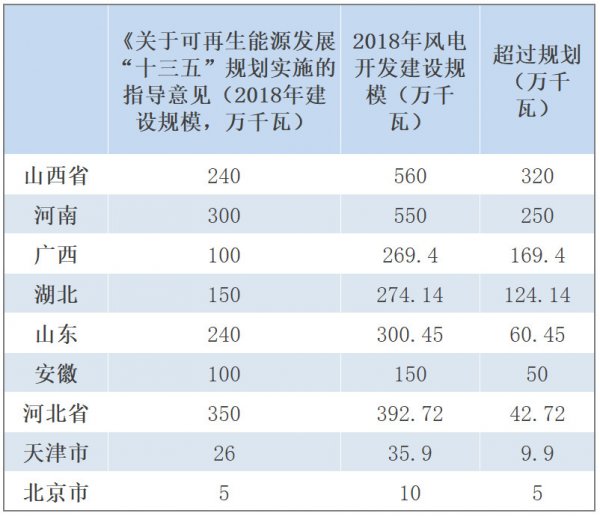 《关于可再生能源发展
“十三五”规划实施的
指导意见（2018年建
设规模，万千瓦）
2018年风电
开发建设规
模（万千
瓦）
超过规划
（万千
瓦）
山西省 240 560 320
河南 300 550 250
广西 100 269.4 169.4
湖北 150 274.14 124.14
山东 240 300.45 60.45
安徽 100 150 50
河北省 350 392.72 42.72
天津市 26 35.9 9.9
北京市 5 10 5